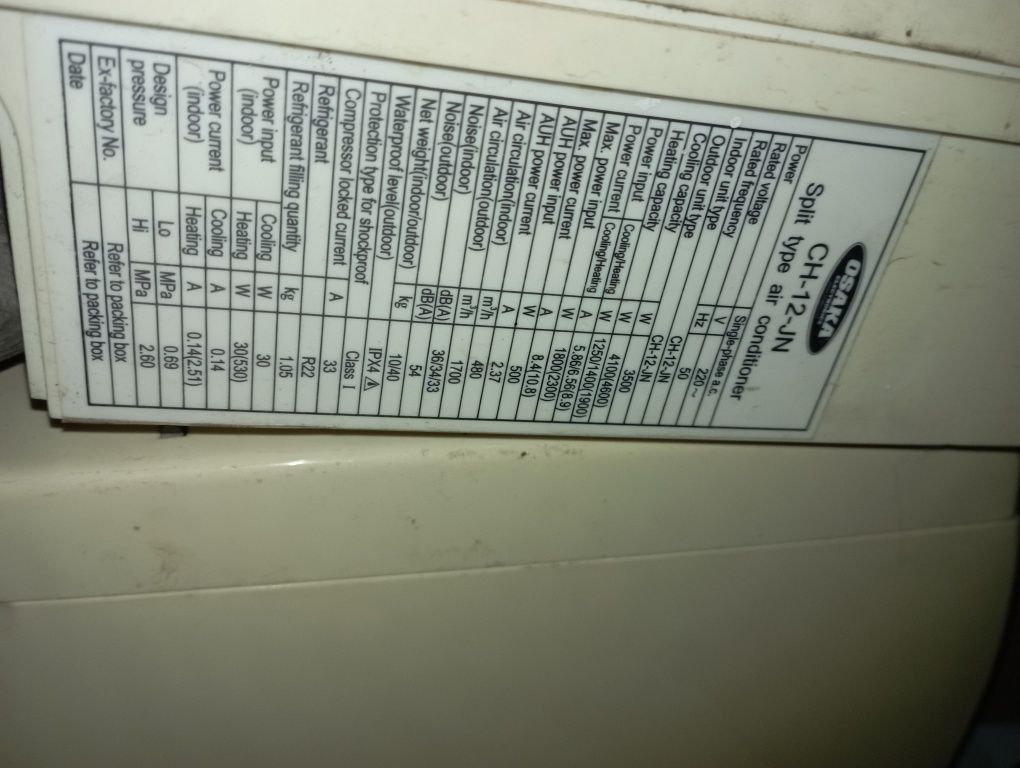 OSAKA
CH-12-JN
Split type air conditioner
Power Single-phase a.c.
Rated voltage V 220 ~
Rated frequency Hz 50
Indoor unit type CH-12-JN
Outdoor unit type CH-12-JN
Cooling capacity W 3500
Heating capacity W 4100(4600)
Power input Cooling/Heating W 1250/1400(1900)
Power current Cooling/Heating A 5.86/6.56(8.9)
Max. power input W 1800(2300)
Max. power current A 8.4(10.8)
AUH power input W 500
AUH power current A 2.37
Air circulation(indoor) m³/h 480
Air circulation(outdoor) m³/h 1700
Noise(indoor) dB(A) 36/34/33
Noise(outdoor) dB(A) 54
Net weight(indoor/outdoor) kg 10/40
Waterproof level(outdoor) IPX4
Protection type for shockproof Class I
Compressor locked current A 33
Refrigerant R22
Refrigerant filling quantity kg 1.05
Power input (indoor) Cooling W 30
Heating W 30(530)
Power current (indoor) Cooling A 0.14
Heating A 0.14(2.51)
Design pressure Lo MPa 0.69
Hi MPa 2.60
Ex-factory No. Refer to packing box
Date Refer to packing box